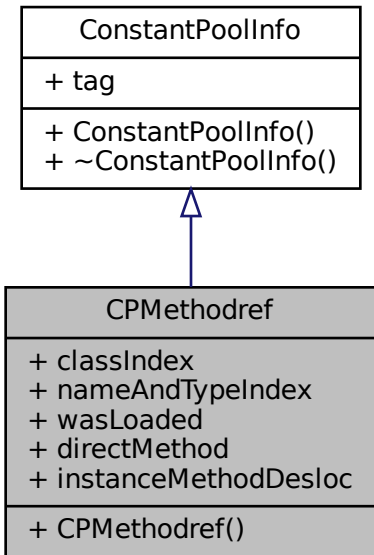 ConstantPoolInfo
+ tag
+ ConstantPoolInfo()
+ ~ConstantPoolInfo()
CPMethodref
+ classIndex
+ nameAndTypeIndex
+ wasLoaded
+ directMethod
+ instanceMethodDesloc
+ CPMethodref()